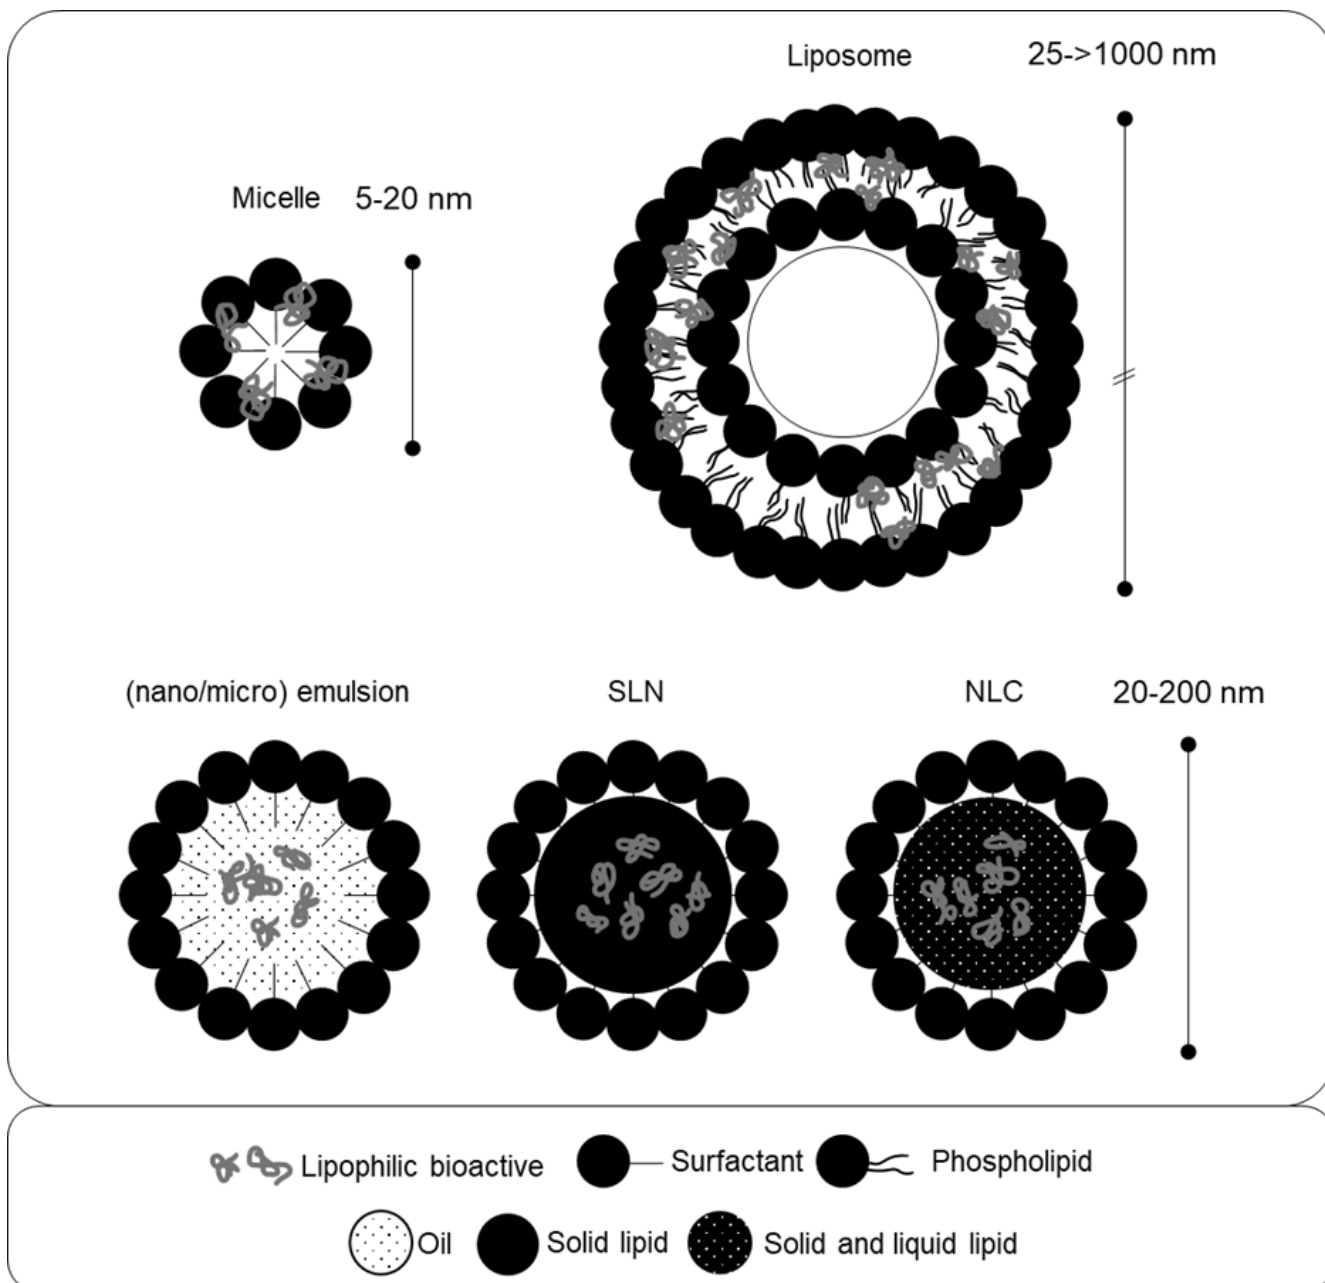 Liposome 25->1000 nm
Micelle 5-20 nm
(nano/micro) emulsion SLN NLC 20-200 nm
Lipophilic bioactive Surfactant Phospholipid
Oil Solid lipid Solid and liquid lipid